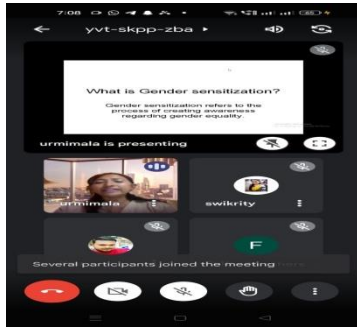 7:08
yvt-skpp-zba
What is Gender sensitization?
Gender sensitization refers to the
process of creating awareness
regarding gender equality.
urmimala is presenting
urmimala
swikrity
F
Several participants joined the meeting